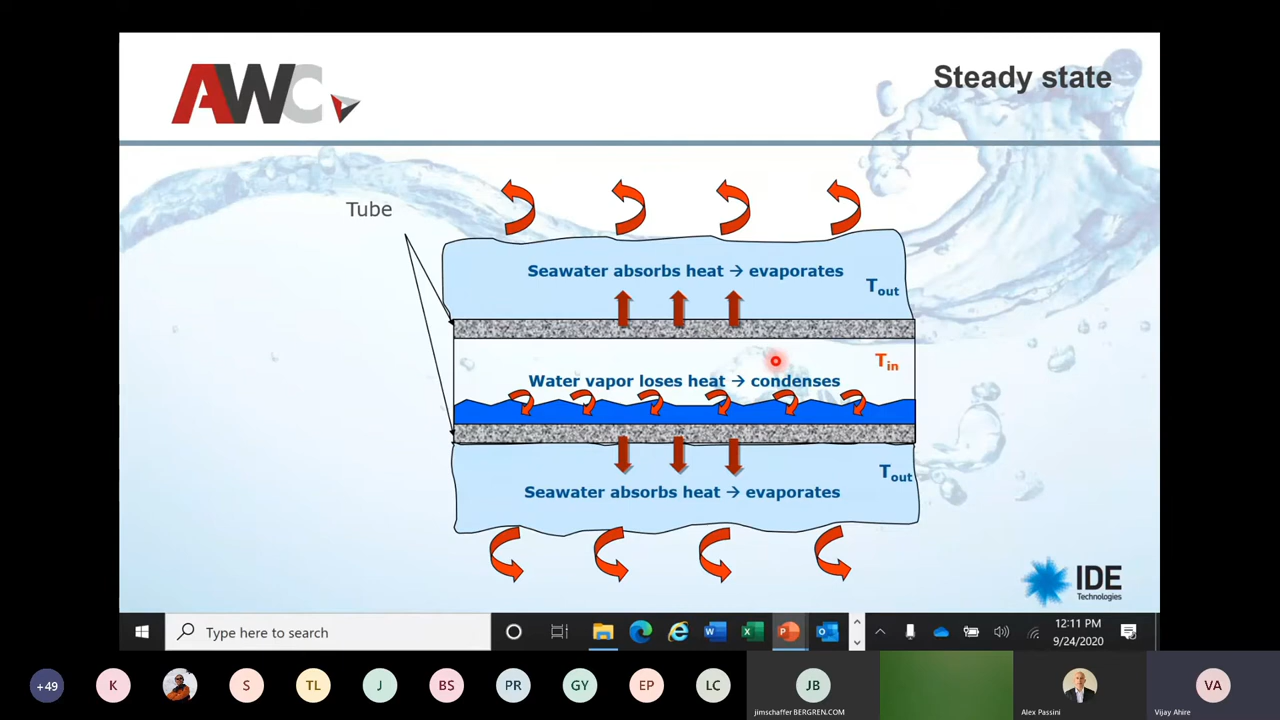 AWC
Steady state
Tube
Seawater absorbs heat → evaporates
Tout
Tin
Water vapor loses heat → condenses
Tout
Seawater absorbs heat → evaporates
IDE
Technologies
Type here to search
12:11 PM
9/24/2020
+49
K
S
TL
J
BS
PR
GY
EP
LC
JB
VA
jimschaffer BERGREN.COM
Alex Passini
Vijay Ahire